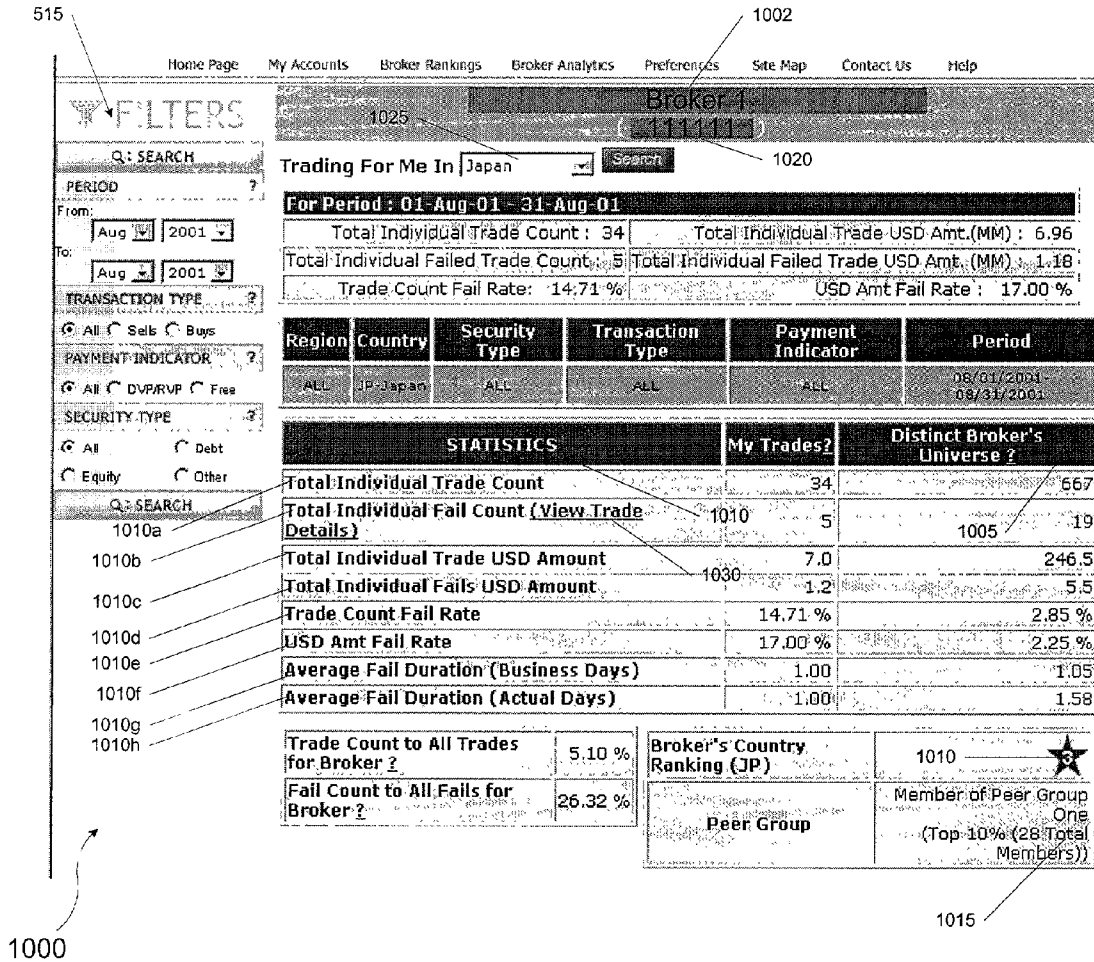 515
1002
Home Page My Accounts Broker Rankings Broker Analytics Preferences Site Map Contact Us Help
FILTERS
Broker 1
1025
( 111111 )
SEARCH
Trading For Me In Japan Search
1020
PERIOD ?
From:
Aug 2001
To:
Aug 2001
For Period : 01-Aug-01 - 31-Aug-01
Total Individual Trade Count : 34 Total Individual Trade USD Amt.(MM) : 6.96
Total Individual Failed Trade Count : 5 Total Individual Failed Trade USD Amt. (MM) : 1.18
Trade Count Fail Rate: 14.71 % USD Amt Fail Rate : 17.00 %
TRANSACTION TYPE ?
All Sells Buys
PAYMENT INDICATOR ?
All DVP/RVP Free
SECURITY TYPE ?
All Debt
Equity Other
SEARCH
Region Country Security Type Transaction Type Payment Indicator Period
ALL JP-Japan ALL ALL ALL 08/01/2001-
08/31/2001
STATISTICS My Trades? Distinct Broker's
Universe ?
Total Individual Trade Count 34 667
1010a
Total Individual Fail Count (View Trade
Details) 5 19
1010
1005
1010b
Total Individual Trade USD Amount 7.0 246.5
1030
Total Individual Fails USD Amount 1.2 5.5
1010c
Trade Count Fail Rate 14.71 % 2.85 %
1010d
USD Amt Fail Rate 17.00 % 2.25 %
1010e
Average Fail Duration (Business Days) 1.00 1.05
1010f
Average Fail Duration (Actual Days) 1.00 1.58
1010g
1010h
Trade Count to All Trades
for Broker ? 5.10 %
Fail Count to All Fails for
Broker ? 26.32 %
Broker's Country
Ranking (JP) 1010 3
Peer Group
Member of Peer Group
One
(Top 10% (28 Total
Members))
1015
1000